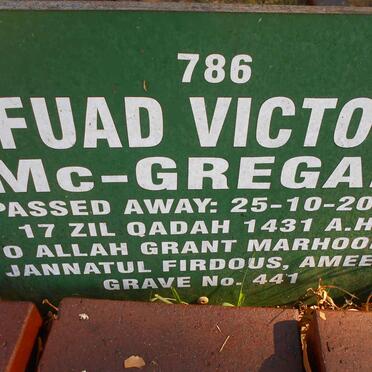 786
FUAD VICTO
Mc-GREGA
PASSED AWAY: 25-10-20
17 ZIL QADAH 1431 A.H
O ALLAH GRANT MARHOO
JANNATUL FIRDOUS, AMEE
GRAVE No. 441